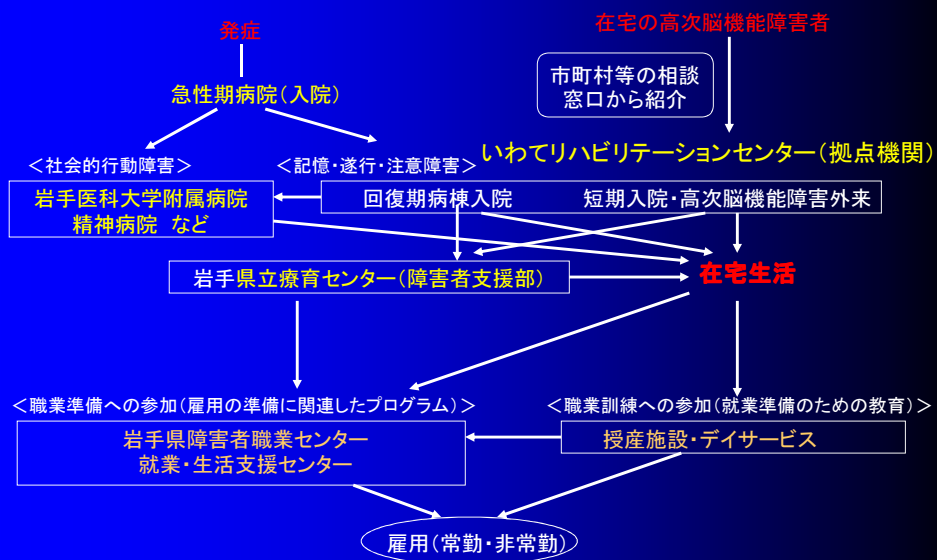 発症
在宅の高次脳機能障害者
市町村等の相談
窓口から紹介
急性期病院(入院)
いわてリハビリテーションセンター(拠点機関)
<社会的行動障害>
<記憶・遂行・注意障害>
岩手医科大学附属病院
精神病院 など
回復期病棟入院
短期入院・高次脳機能障害外来
岩手県立療育センター(障害者支援部)
在宅生活
<職業準備への参加(雇用の準備に関連したプログラム)>
<職業訓練への参加(就業準備のための教育)>
岩手県障害者職業センター
就業・生活支援センター
授産施設・デイサービス
雇用(常勤・非常勤)